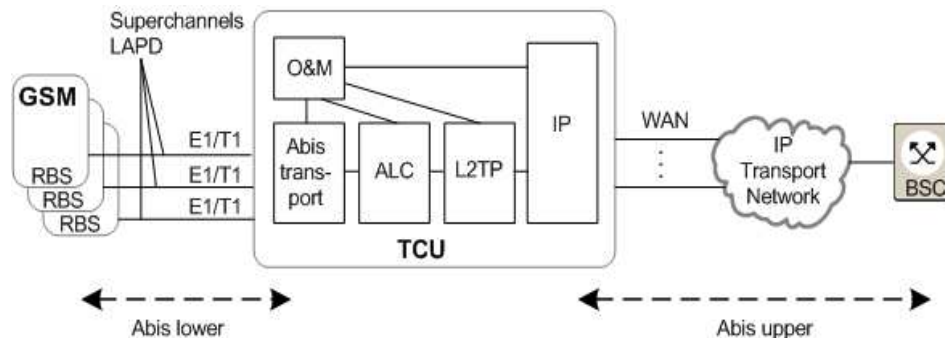 Superchannels
LAPD
GSM
RBS
RBS
RBS
E1/T1
E1/T1
E1/T1
O&M
Abis
trans-
port
ALC
L2TP
IP
TCU
WAN
IP
Transport
Network
BSC
Abis lower
Abis upper